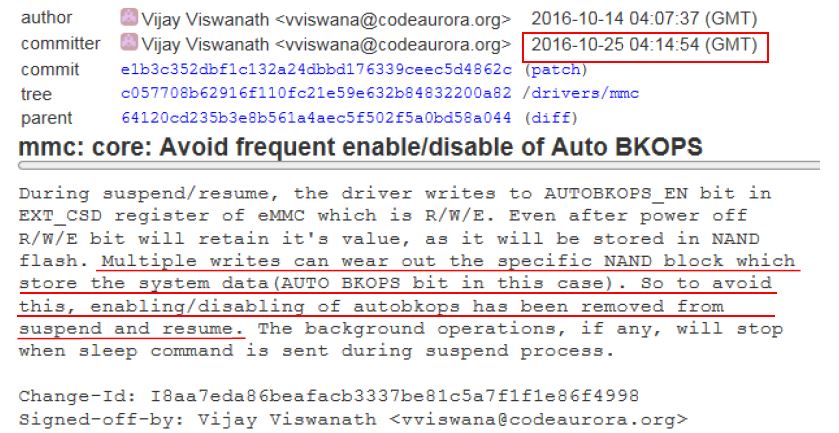 author Vijay Viswanath <vviswana@codeaurora.org> 2016-10-14 04:07:37 (GMT)
committer Vijay Viswanath <vviswana@codeaurora.org> 2016-10-25 04:14:54 (GMT)
commit e1b3c352dbf1c132a24dbbd176339ceec5d4862c (patch)
tree c057708b62916f110fc21e59e632b84832200a82 /drivers/mmc
parent 64120cd235b3e8b561a4aec5f502f5a0bd58a044 (diff)
mmc: core: Avoid frequent enable/disable of Auto BKOPS
During suspend/resume, the driver writes to AUTOBKOPS_EN bit in
EXT_CSD register of eMMC which is R/W/E. Even after power off
R/W/E bit will retain it's value, as it will be stored in NAND
flash. Multiple writes can wear out the specific NAND block which
store the system data(AUTO BKOPS bit in this case). So to avoid
this, enabling/disabling of autobkops has been removed from
suspend and resume. The background operations, if any, will stop
when sleep command is sent during suspend process.
Change-Id: I8aa7eda86beafacb3337be81c5a7f1f1e86f4998
Signed-off-by: Vijay Viswanath <vviswana@codeaurora.org>